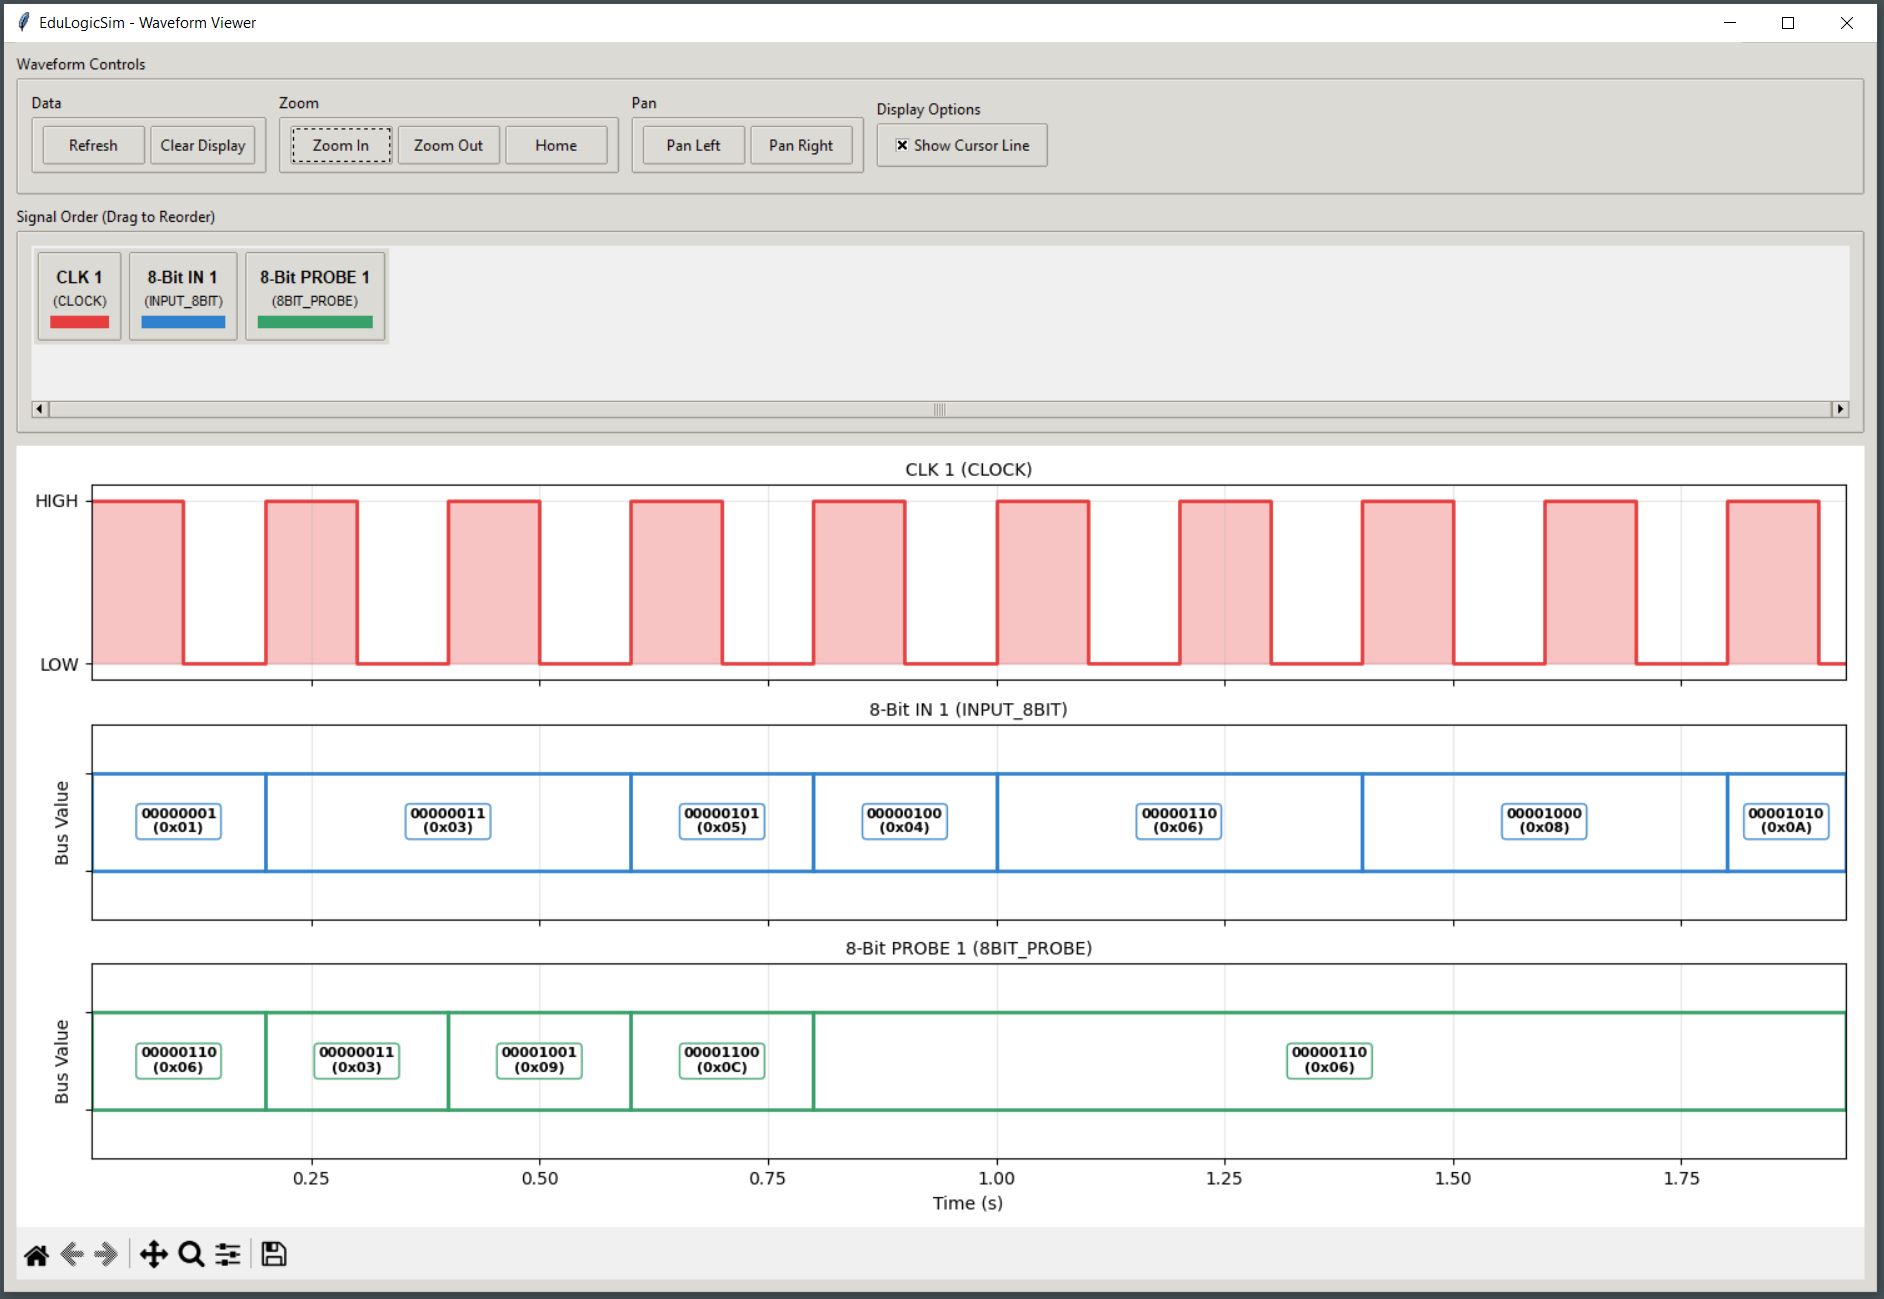 EduLogicSim - Waveform Viewer
Waveform Controls
Data
Zoom
Pan
Display Options
Refresh
Clear Display
Zoom In
Zoom Out
Home
Pan Left
Pan Right
Show Cursor Line
Signal Order (Drag to Reorder)
CLK 1
(CLOCK)
8-Bit IN 1
(INPUT_8BIT)
8-Bit PROBE 1
(8BIT_PROBE)
CLK 1 (CLOCK)
HIGH
LOW
8-Bit IN 1 (INPUT_8BIT)
Bus Value
00000001
(0x01)
00000011
(0x03)
00000101
(0x05)
00000100
(0x04)
00000110
(0x06)
00001000
(0x08)
00001010
(0x0A)
8-Bit PROBE 1 (8BIT_PROBE)
Bus Value
00000110
(0x06)
00000011
(0x03)
00001001
(0x09)
00001100
(0x0C)
00000110
(0x06)
0.25 0.50 0.75 1.00 1.25 1.50 1.75
Time (s)